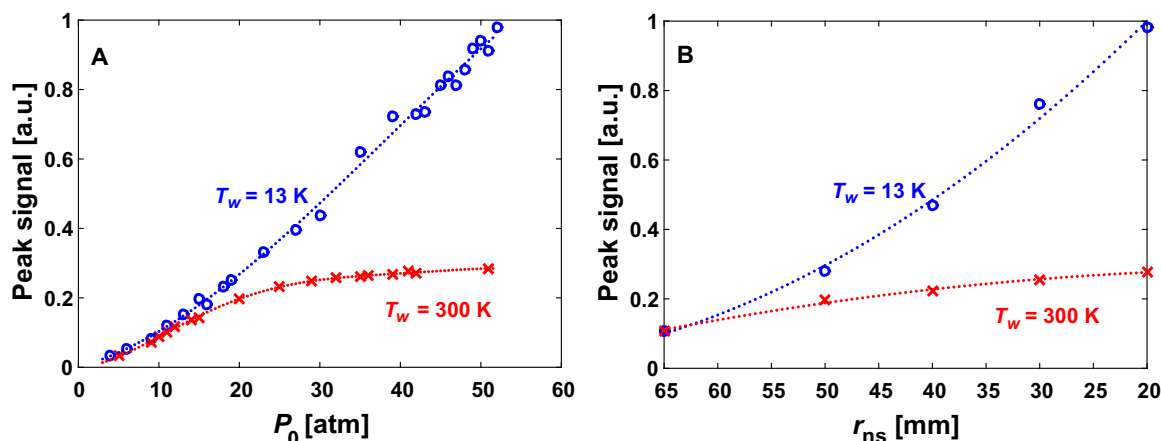 A
Peak signal [a.u.]
1
0.8
0.6
0.4
0.2
0
T_w = 13 K
T_w = 300 K
0 10 20 30 40 50 60
P_0 [atm]
B
Peak signal [a.u.]
1
0.8
0.6
0.4
0.2
0
T_w = 13 K
T_w = 300 K
65 60 55 50 45 40 35 30 25 20
r_ns [mm]